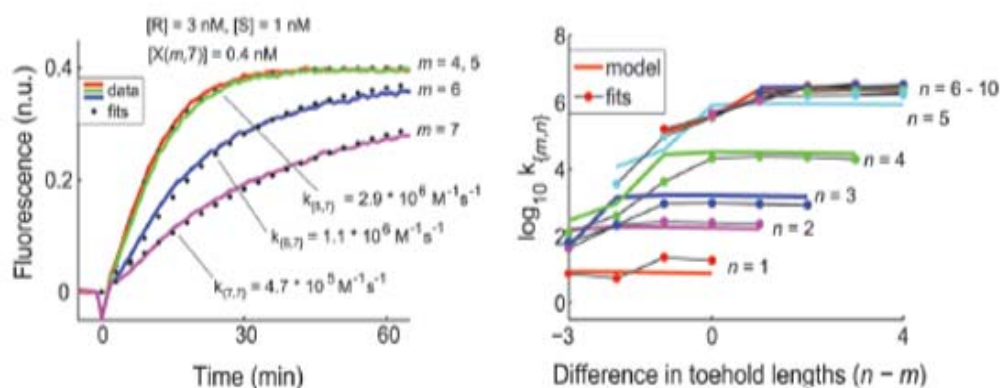 [R] = 3 nM, [S] = 1 nM
[X(m,7)] = 0.4 nM
0.4
0.2
0
Fluorescence (n.u.)
data
fits
m = 4, 5
m = 6
m = 7
k{5,7} = 2.9 * 10^6 M^-1 s^-1
k{6,7} = 1.1 * 10^6 M^-1 s^-1
k{7,7} = 4.7 * 10^5 M^-1 s^-1
0 30 60
Time (min)
8
6
4
2
0
log10 k{m,n}
model
fits
n = 6 - 10
n = 5
n = 4
n = 3
n = 2
n = 1
−3 0 4
Difference in toehold lengths (n − m)